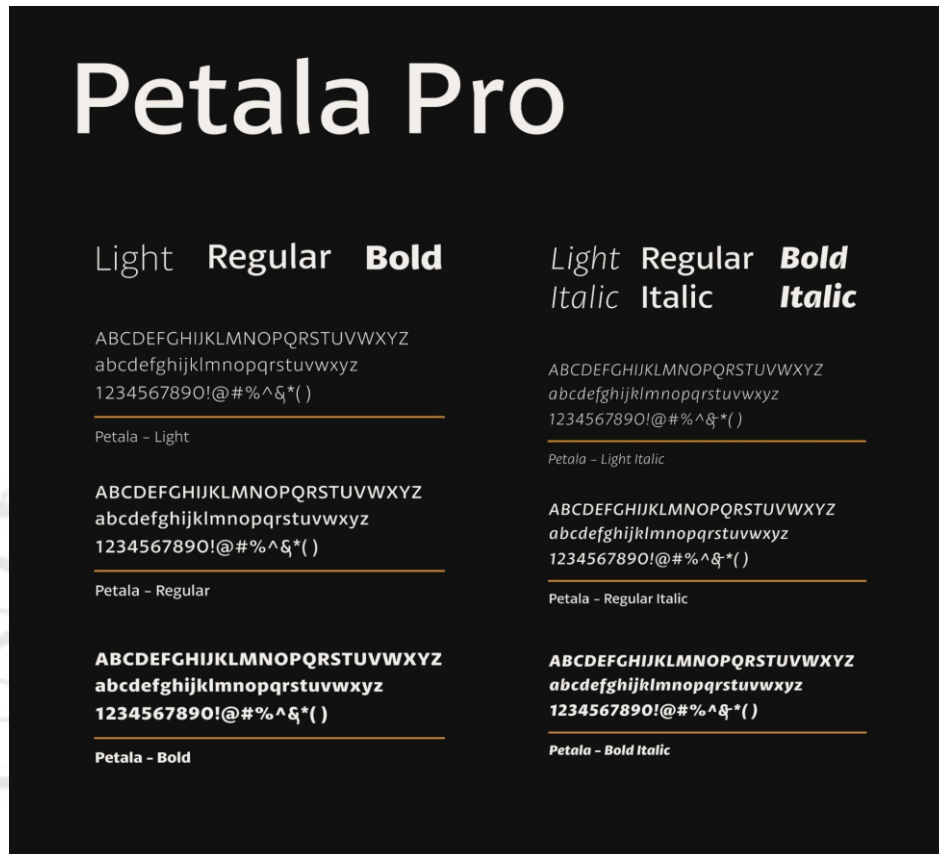 Petala Pro
Light Regular Bold
ABCDEFGHIJKLMNOPQRSTUVWXYZ
abcdefghijklmnopqrstuvwxyz
1234567890!@#%^&*( )
Petala – Light
ABCDEFGHIJKLMNOPQRSTUVWXYZ
abcdefghijklmnopqrstuvwxyz
1234567890!@#%^&*( )
Petala – Regular
ABCDEFGHIJKLMNOPQRSTUVWXYZ
abcdefghijklmnopqrstuvwxyz
1234567890!@#%^&*( )
Petala – Bold
Light Regular Bold
Italic Italic Italic
ABCDEFGHIJKLMNOPQRSTUVWXYZ
abcdefghijklmnopqrstuvwxyz
1234567890!@#%^&*( )
Petala – Light Italic
ABCDEFGHIJKLMNOPQRSTUVWXYZ
abcdefghijklmnopqrstuvwxyz
1234567890!@#%^&*( )
Petala – Regular Italic
ABCDEFGHIJKLMNOPQRSTUVWXYZ
abcdefghijklmnopqrstuvwxyz
1234567890!@#%^&*( )
Petala – Bold Italic